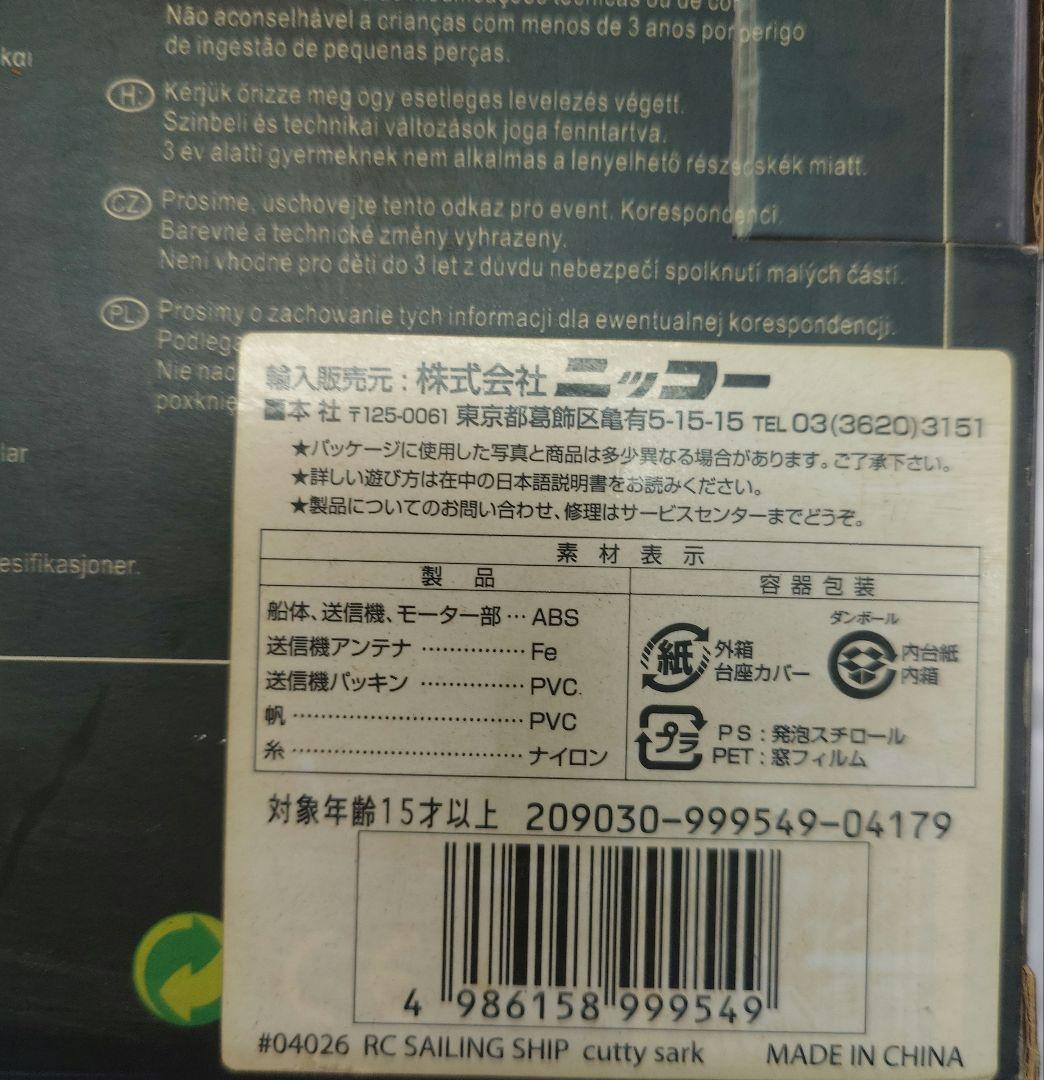 Não aconselhável a crianças com menos de 3 anos por perigo
de ingestão de pequenas perças.
H Kérjük őrizze meg ogy esetleges levelezés végett.
Szinbeli és technikai változások joga fenntartva.
3 év alatti gyermeknek nem alkalmas a lenyelhető részecskék miatt.
CZ Prosime, uschovejte tento odkaz pro event. Korespondenci.
Barevné a technické změny vyhrazeny.
Není vhodné pro děti do 3 let z důvdu nebezpečí spolknutí malých částí.
PL Prosimy o zachowanie tych informacji dla ewentualnej korespondencji.
Podlega
Nie nad
poxknię
lar
esifikasjoner.
輸入販売元:株式会社 ニッコー
本社 〒125-0061 東京都葛飾区亀有5-15-15 TEL 03(3620)3151
★パッケージに使用した写真と商品は多少異なる場合があります。ご了承下さい。
★詳しい遊び方は在中の日本語説明書をお読みください。
★製品についてのお問い合わせ、修理はサービスセンターまでどうぞ。
素材表示
製品 容器包装
船体、送信機、モーター部…ABS
送信機アンテナ……………Fe
送信機パッキン……………PVC.
帆………………………………PVC
糸………………………………ナイロン
ダンボール
紙 外箱
台座カバー
内台紙
内箱
プラ PS:発泡スチロール
PET:窓フィルム
対象年齢15才以上 209030-999549-04179
4 986158 999549
#04026 RC SAILING SHIP cutty sark MADE IN CHINA